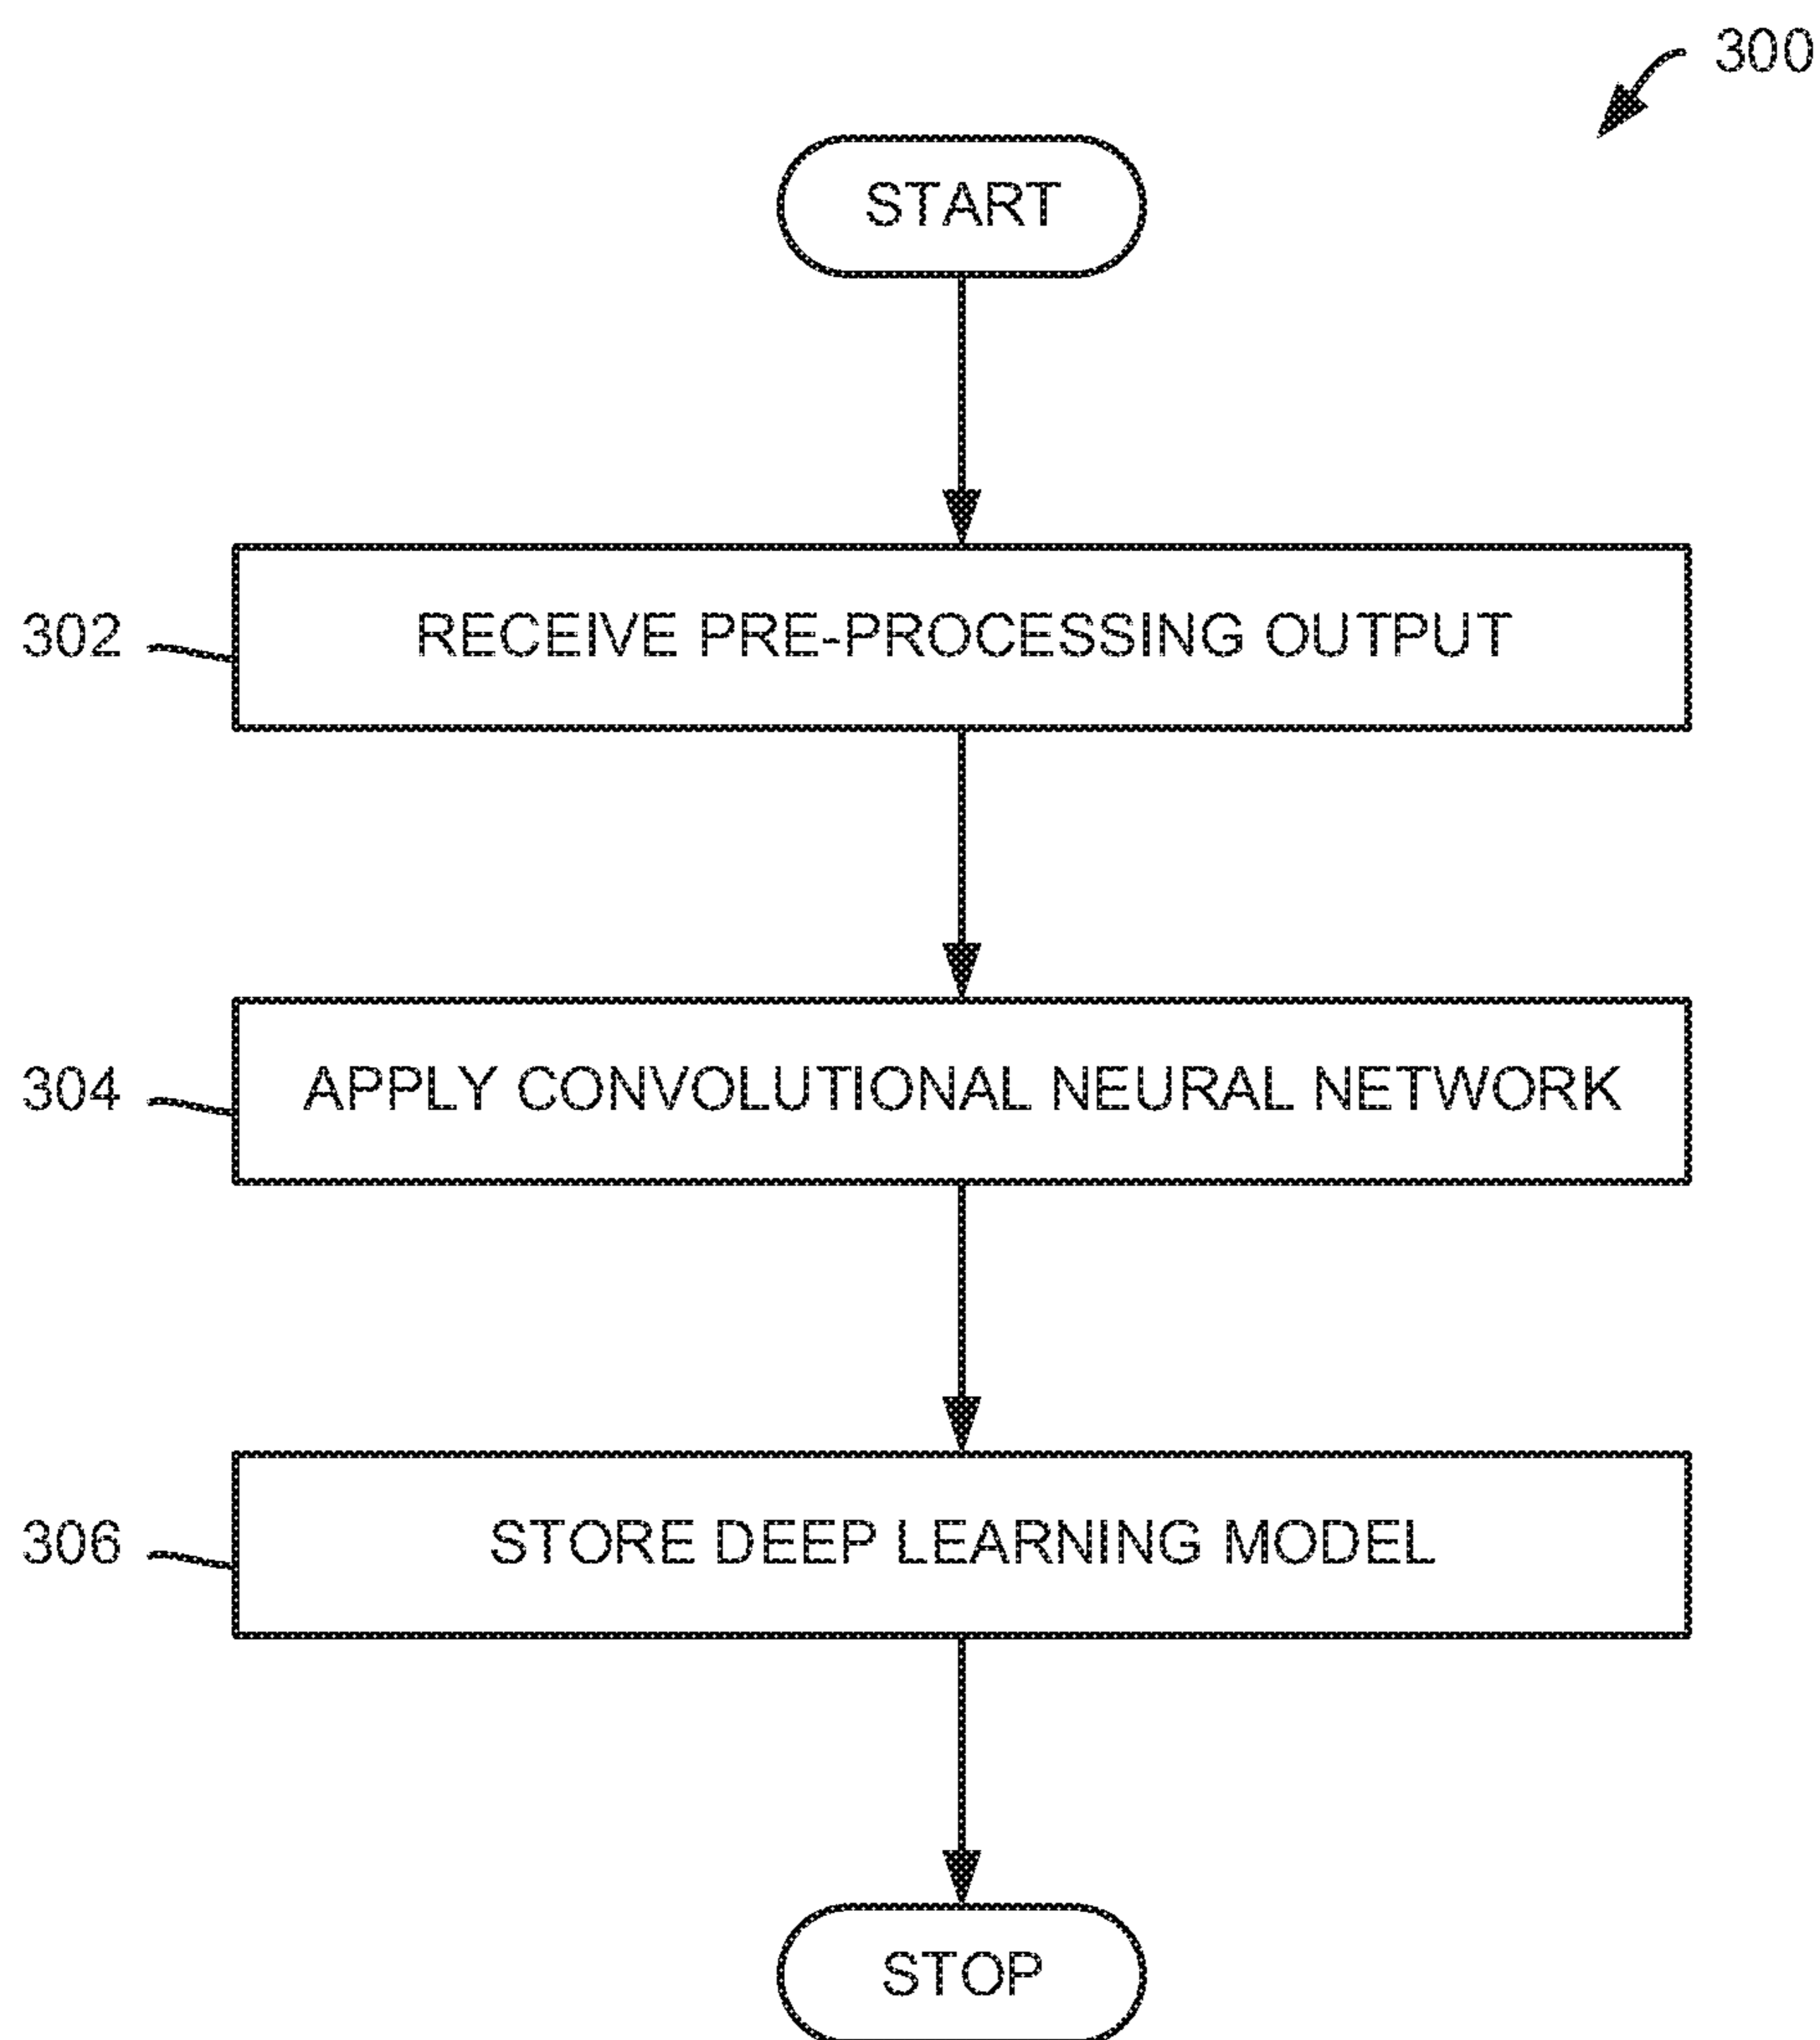 300
START
302
RECEIVE PRE-PROCESSING OUTPUT
304
APPLY CONVOLUTIONAL NEURAL NETWORK
306
STORE DEEP LEARNING MODEL
STOP